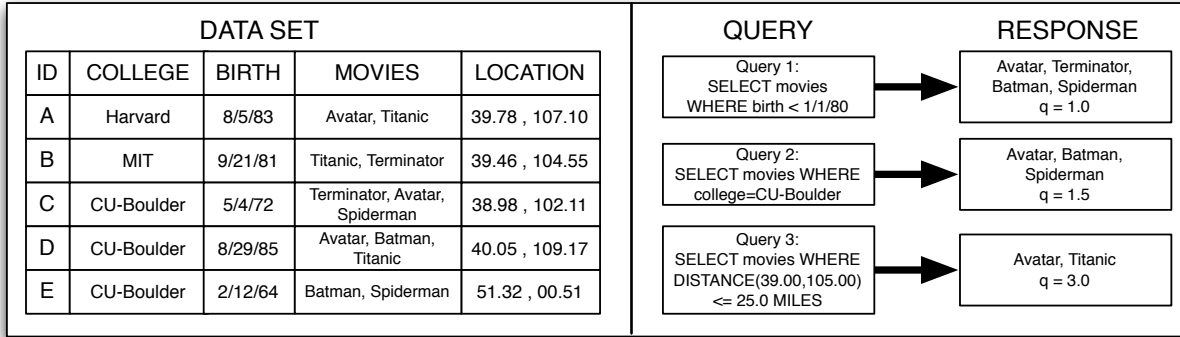 DATA SET
ID COLLEGE BIRTH MOVIES LOCATION
A Harvard 8/5/83 Avatar, Titanic 39.78 , 107.10
B MIT 9/21/81 Titanic, Terminator 39.46 , 104.55
C CU-Boulder 5/4/72 Terminator, Avatar, Spiderman 38.98 , 102.11
D CU-Boulder 8/29/85 Avatar, Batman, Titanic 40.05 , 109.17
E CU-Boulder 2/12/64 Batman, Spiderman 51.32 , 00.51
QUERY
Query 1:
SELECT movies
WHERE birth < 1/1/80
Query 2:
SELECT movies WHERE
college=CU-Boulder
Query 3:
SELECT movies WHERE
DISTANCE(39.00,105.00)
<= 25.0 MILES
RESPONSE
Avatar, Terminator,
Batman, Spiderman
q = 1.0
Avatar, Batman,
Spiderman
q = 1.5
Avatar, Titanic
q = 3.0